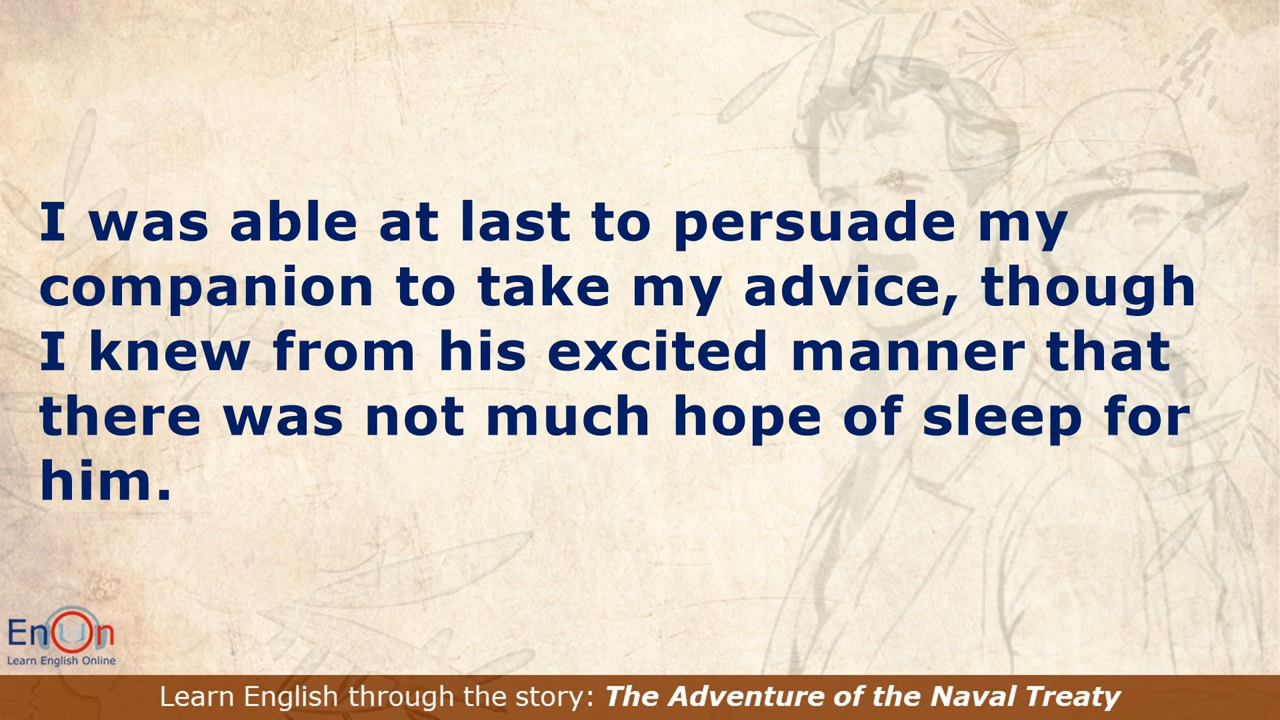 I was able at last to persuade my
companion to take my advice, though
I knew from his excited manner that
there was not much hope of sleep for
him.
EnOn
Learn English Online
Learn English through the story: The Adventure of the Naval Treaty